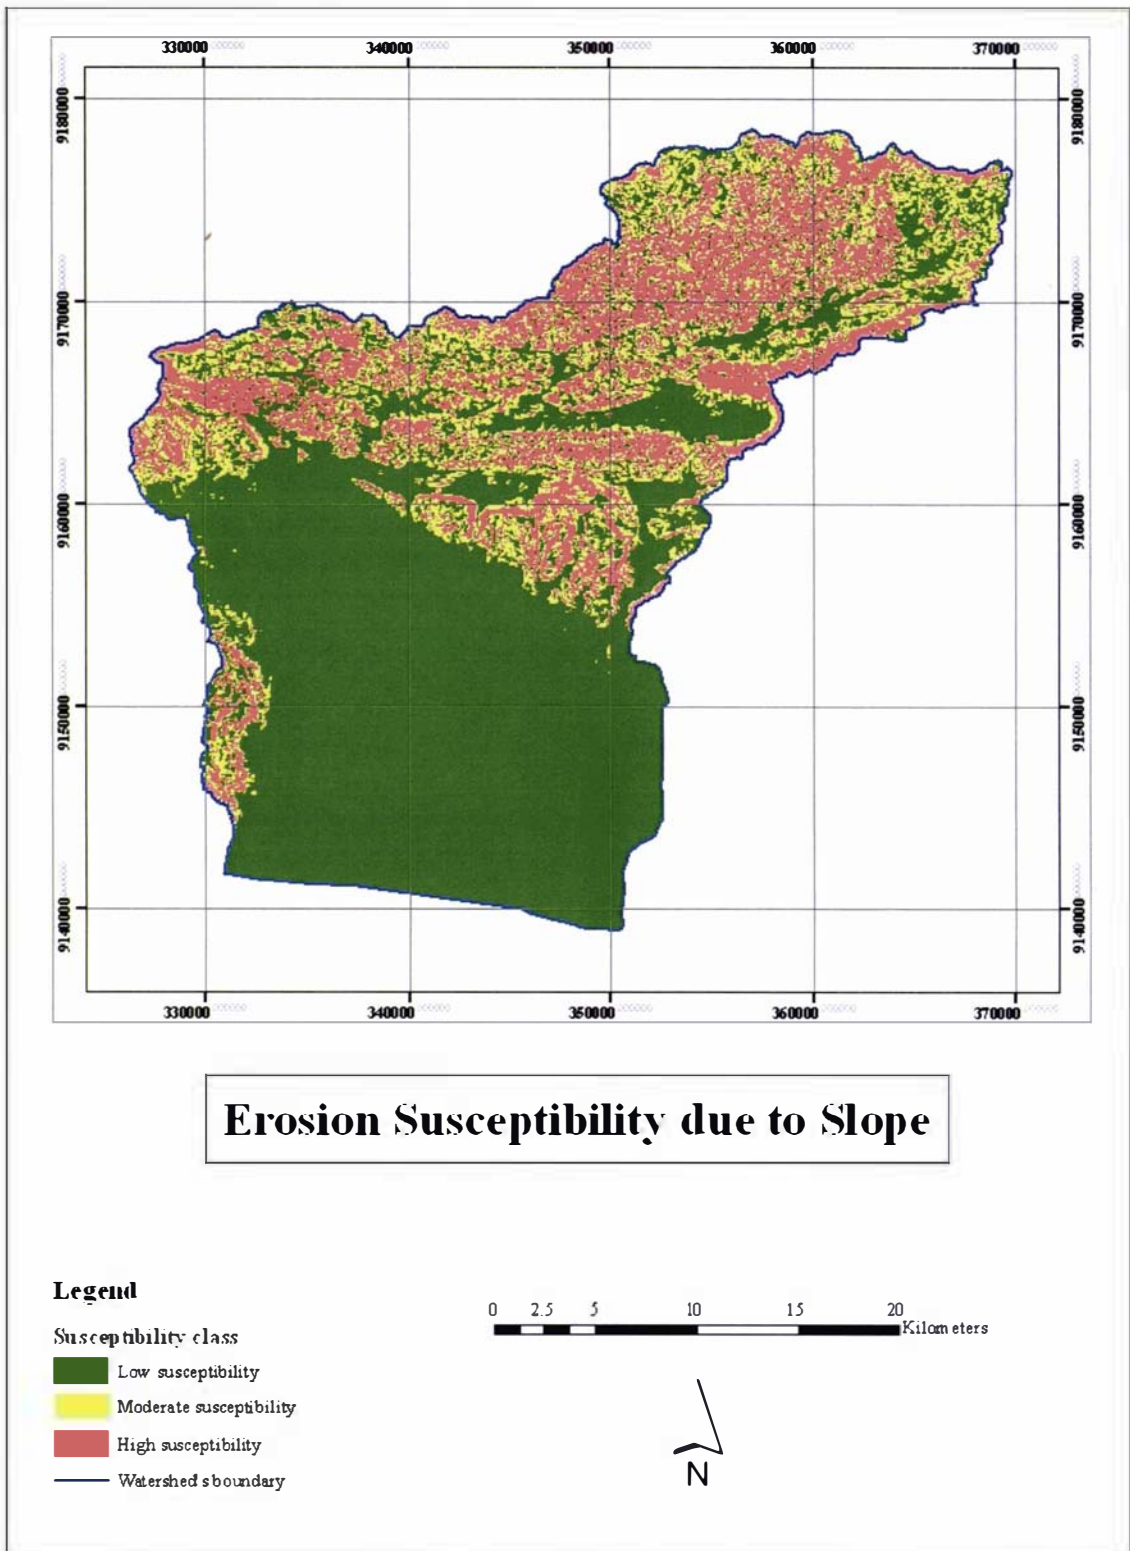 330000 340000 350000 360000 370000
9180000 9180000
9170000 9170000
9160000 9160000
9150000 9150000
9140000 9140000
330000 340000 350000 360000 370000
Erosion Susceptibility due to Slope
Legend
Susceptibility class
Low susceptibility
Moderate susceptibility
High susceptibility
Watershed's boundary
0 2.5 5 10 15 20
Kilometers
N